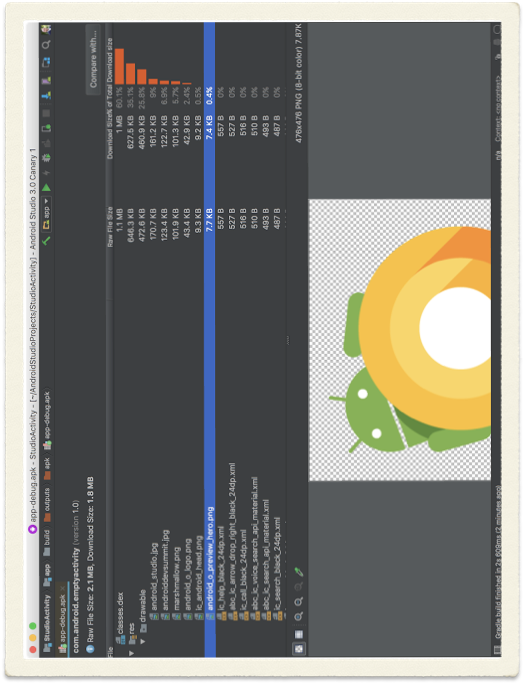 app-debug.apk - StudioActivity - [~/AndroidStudioProjects/StudioActivity] - Android Studio 3.0 Canary 1
StudioActivity app build outputs apk app-debug.apk
app
app-debug.apk
com.android.emptyactivity (version 1.0)
Raw File Size: 2.1 MB, Download Size: 1.8 MB
Compare with...
File Raw File Size Download Size % of Total Download size
classes.dex 1.1 MB 1 MB 60.1%
res 646.3 KB 627.5 KB 35.1%
drawable 472.6 KB 460.9 KB 25.8%
android_studio.jpg 170.7 KB 161.2 KB 9%
androiddevsummit.jpg 123.4 KB 122.7 KB 6.9%
marshmallow.png 101.9 KB 101.3 KB 5.7%
android_o_logo.png 43.4 KB 42.9 KB 2.4%
ic_android_head.png 9.3 KB 9.2 KB 0.5%
android_o_preview_hero.png 7.7 KB 7.4 KB 0.4%
ic_help_black_24dp.xml 557 B 557 B 0%
abc_ic_arrow_drop_right_black_24dp.xml 527 B 527 B 0%
ic_call_black_24dp.xml 516 B 516 B 0%
abc_ic_voice_search_api_material.xml 510 B 510 B 0%
abc_ic_search_api_material.xml 493 B 493 B 0%
ic_search_black_24dp.xml 487 B 487 B 0%
476x476 PNG (8-bit color) 7.87K
Gradle build finished in 2s 600ms (2 minutes ago)
n/a Context: <no context>